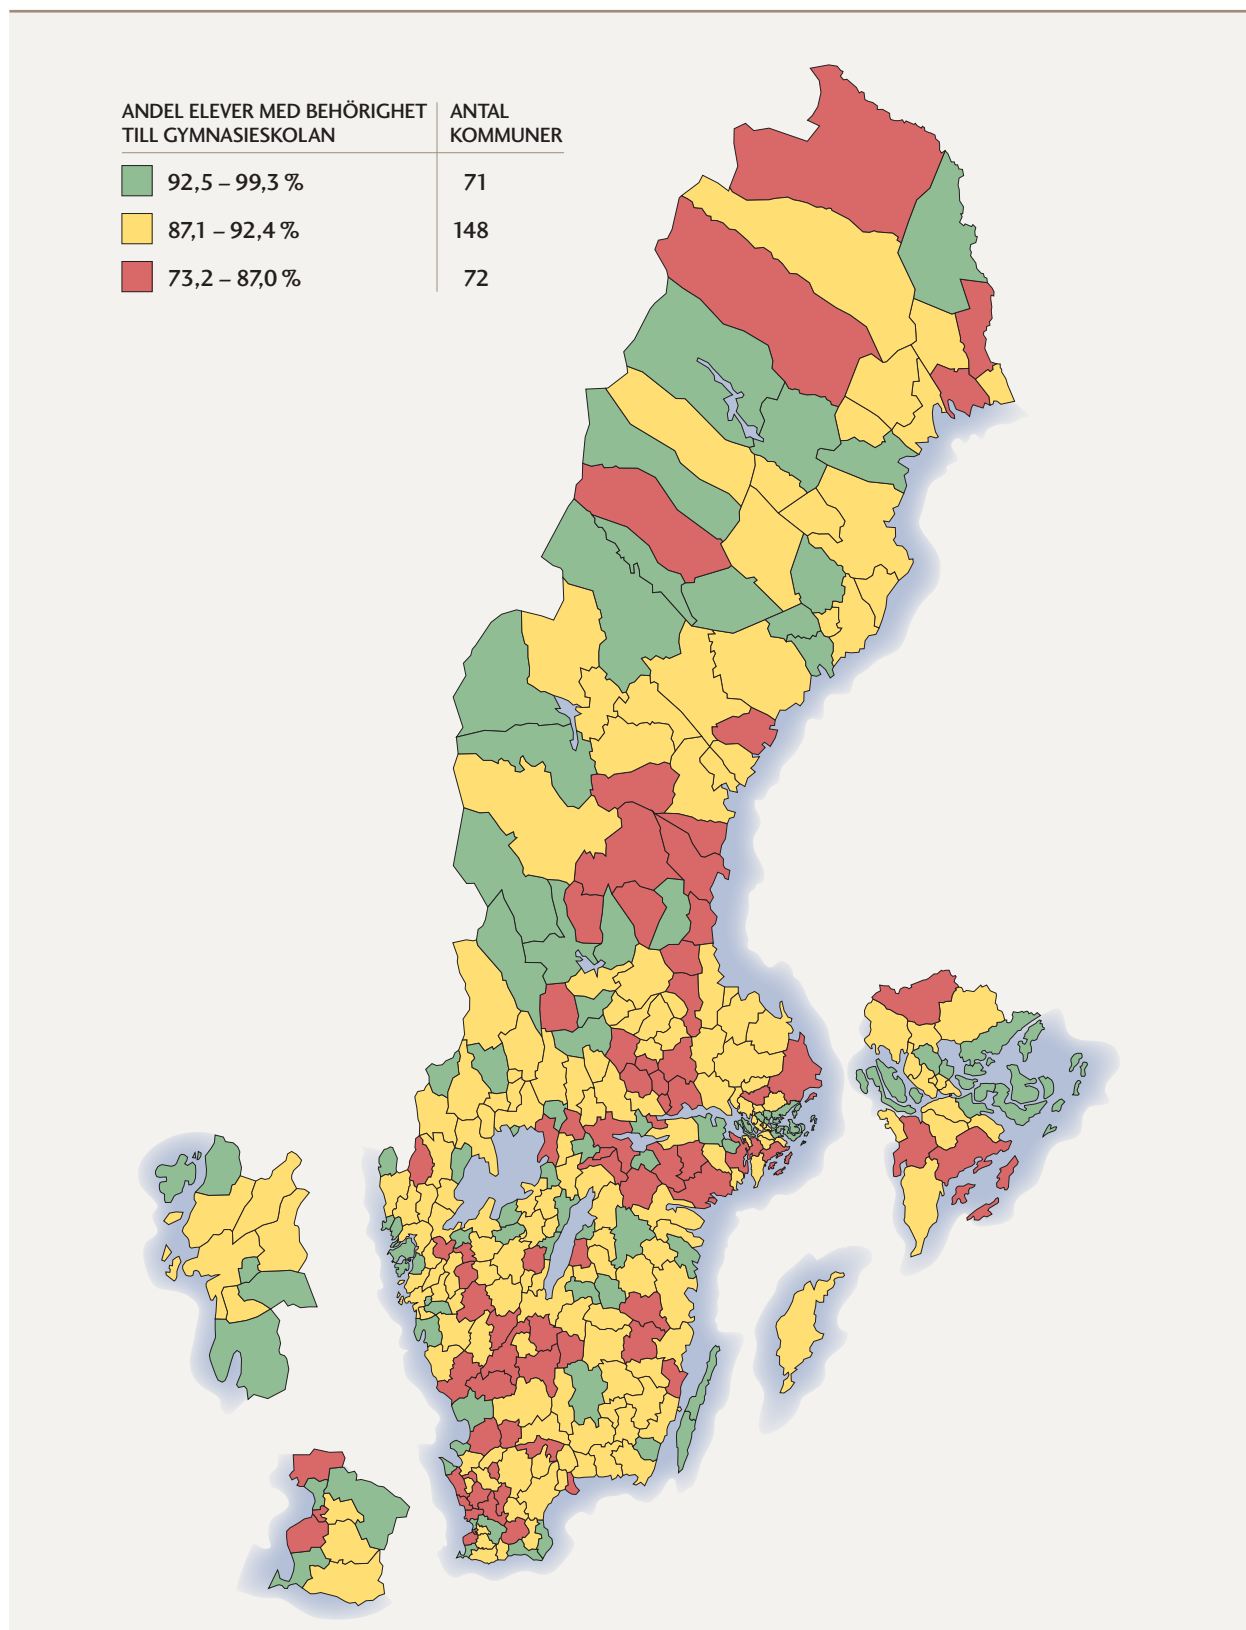 ANDEL ELEVER MED BEHÖRIGHET TILL GYMNASIESKOLAN
ANTAL KOMMUNER
92,5 – 99,3 % 71
87,1 – 92,4 % 148
73,2 – 87,0 % 72